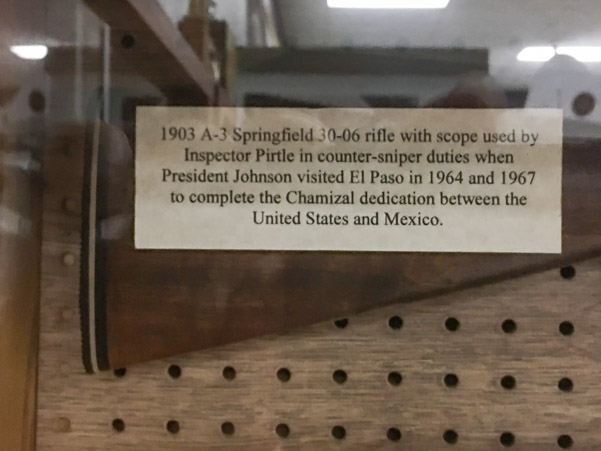 1903 A-3 Springfield 30-06 rifle with scope used by
Inspector Pirtle in counter-sniper duties when
President Johnson visited El Paso in 1964 and 1967
to complete the Chamizal dedication between the
United States and Mexico.